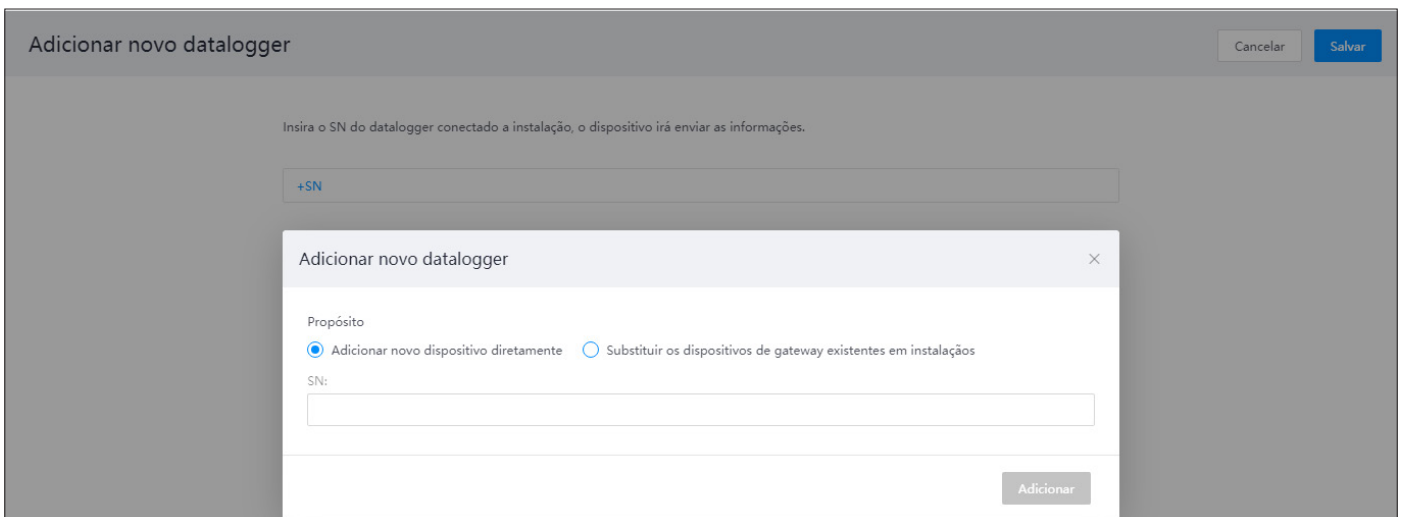 Adicionar novo datalogger
Cancelar
Salvar
Insira o SN do datalogger conectado a instalação, o dispositivo irá enviar as informações.
+SN
Adicionar novo datalogger
Propósito
Adicionar novo dispositivo diretamente
Substituir os dispositivos de gateway existentes em instalaçãos
SN:
Adicionar